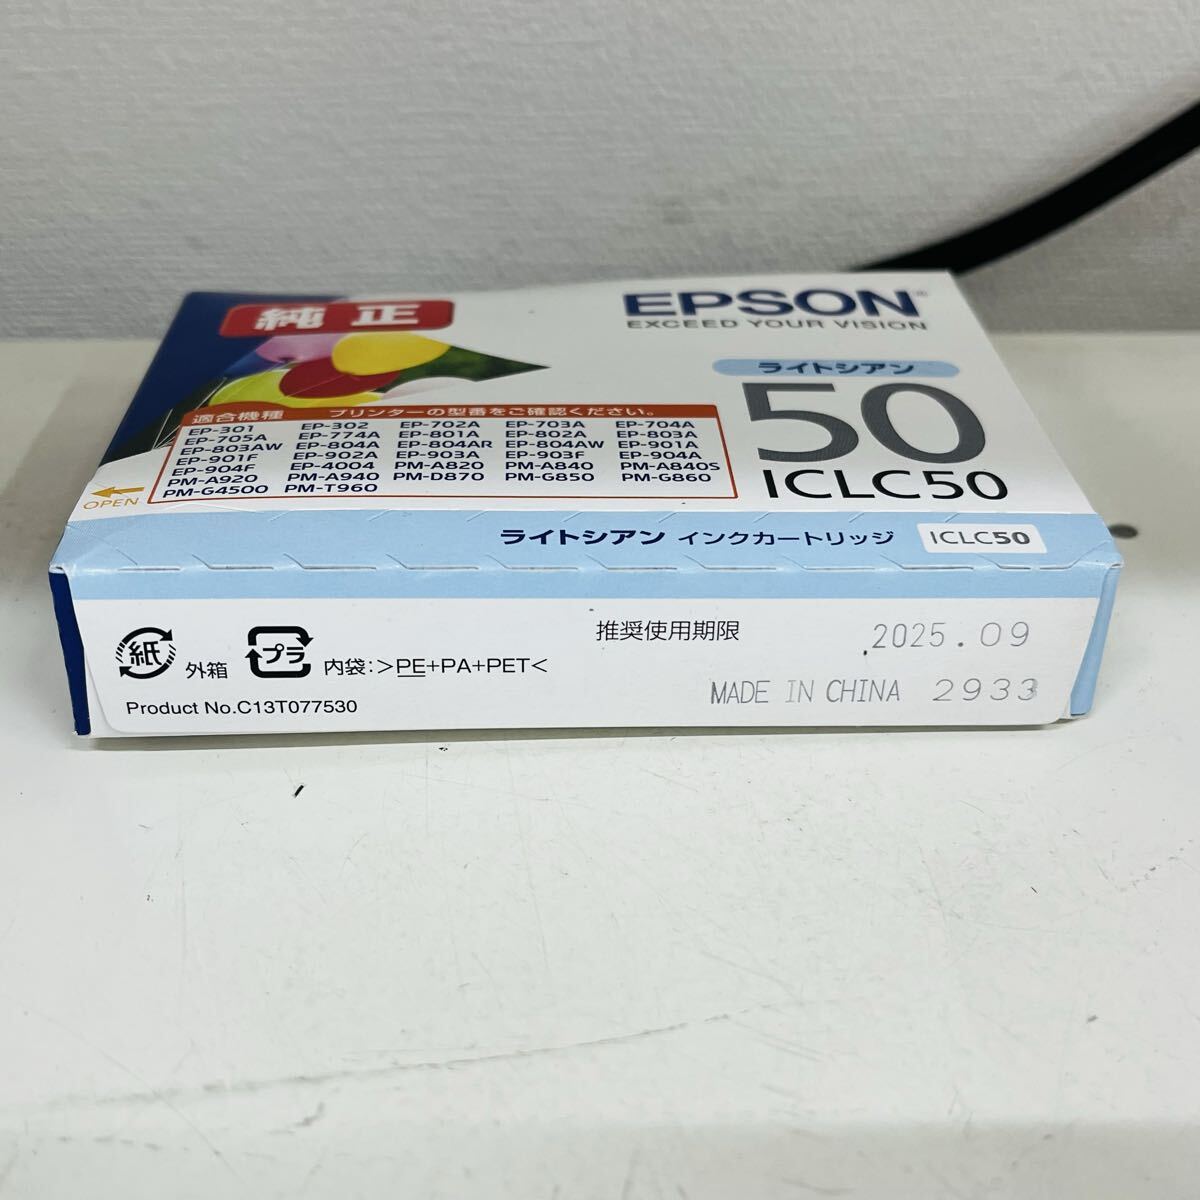 純正
EPSON®
EXCEED YOUR VISION
ライトシアン
50
ICLC50
適合機種 プリンターの型番をご確認ください。
EP-301 EP-302 EP-702A EP-703A EP-704A
EP-705A EP-774A EP-801A EP-802A EP-803A
EP-803AW EP-804A EP-804AR EP-804AW EP-901A
EP-901F EP-902A EP-903A EP-903F EP-904A
EP-904F EP-4004 PM-A820 PM-A840 PM-A840S
PM-A920 PM-A940 PM-D870 PM-G850 PM-G860
PM-G4500 PM-T960
OPEN
ライトシアン インクカートリッジ ICLC50
紙 外箱 プラ 内袋:>PE+PA+PET<
Product No.C13T077530
推奨使用期限 2025.09
MADE IN CHINA 2933